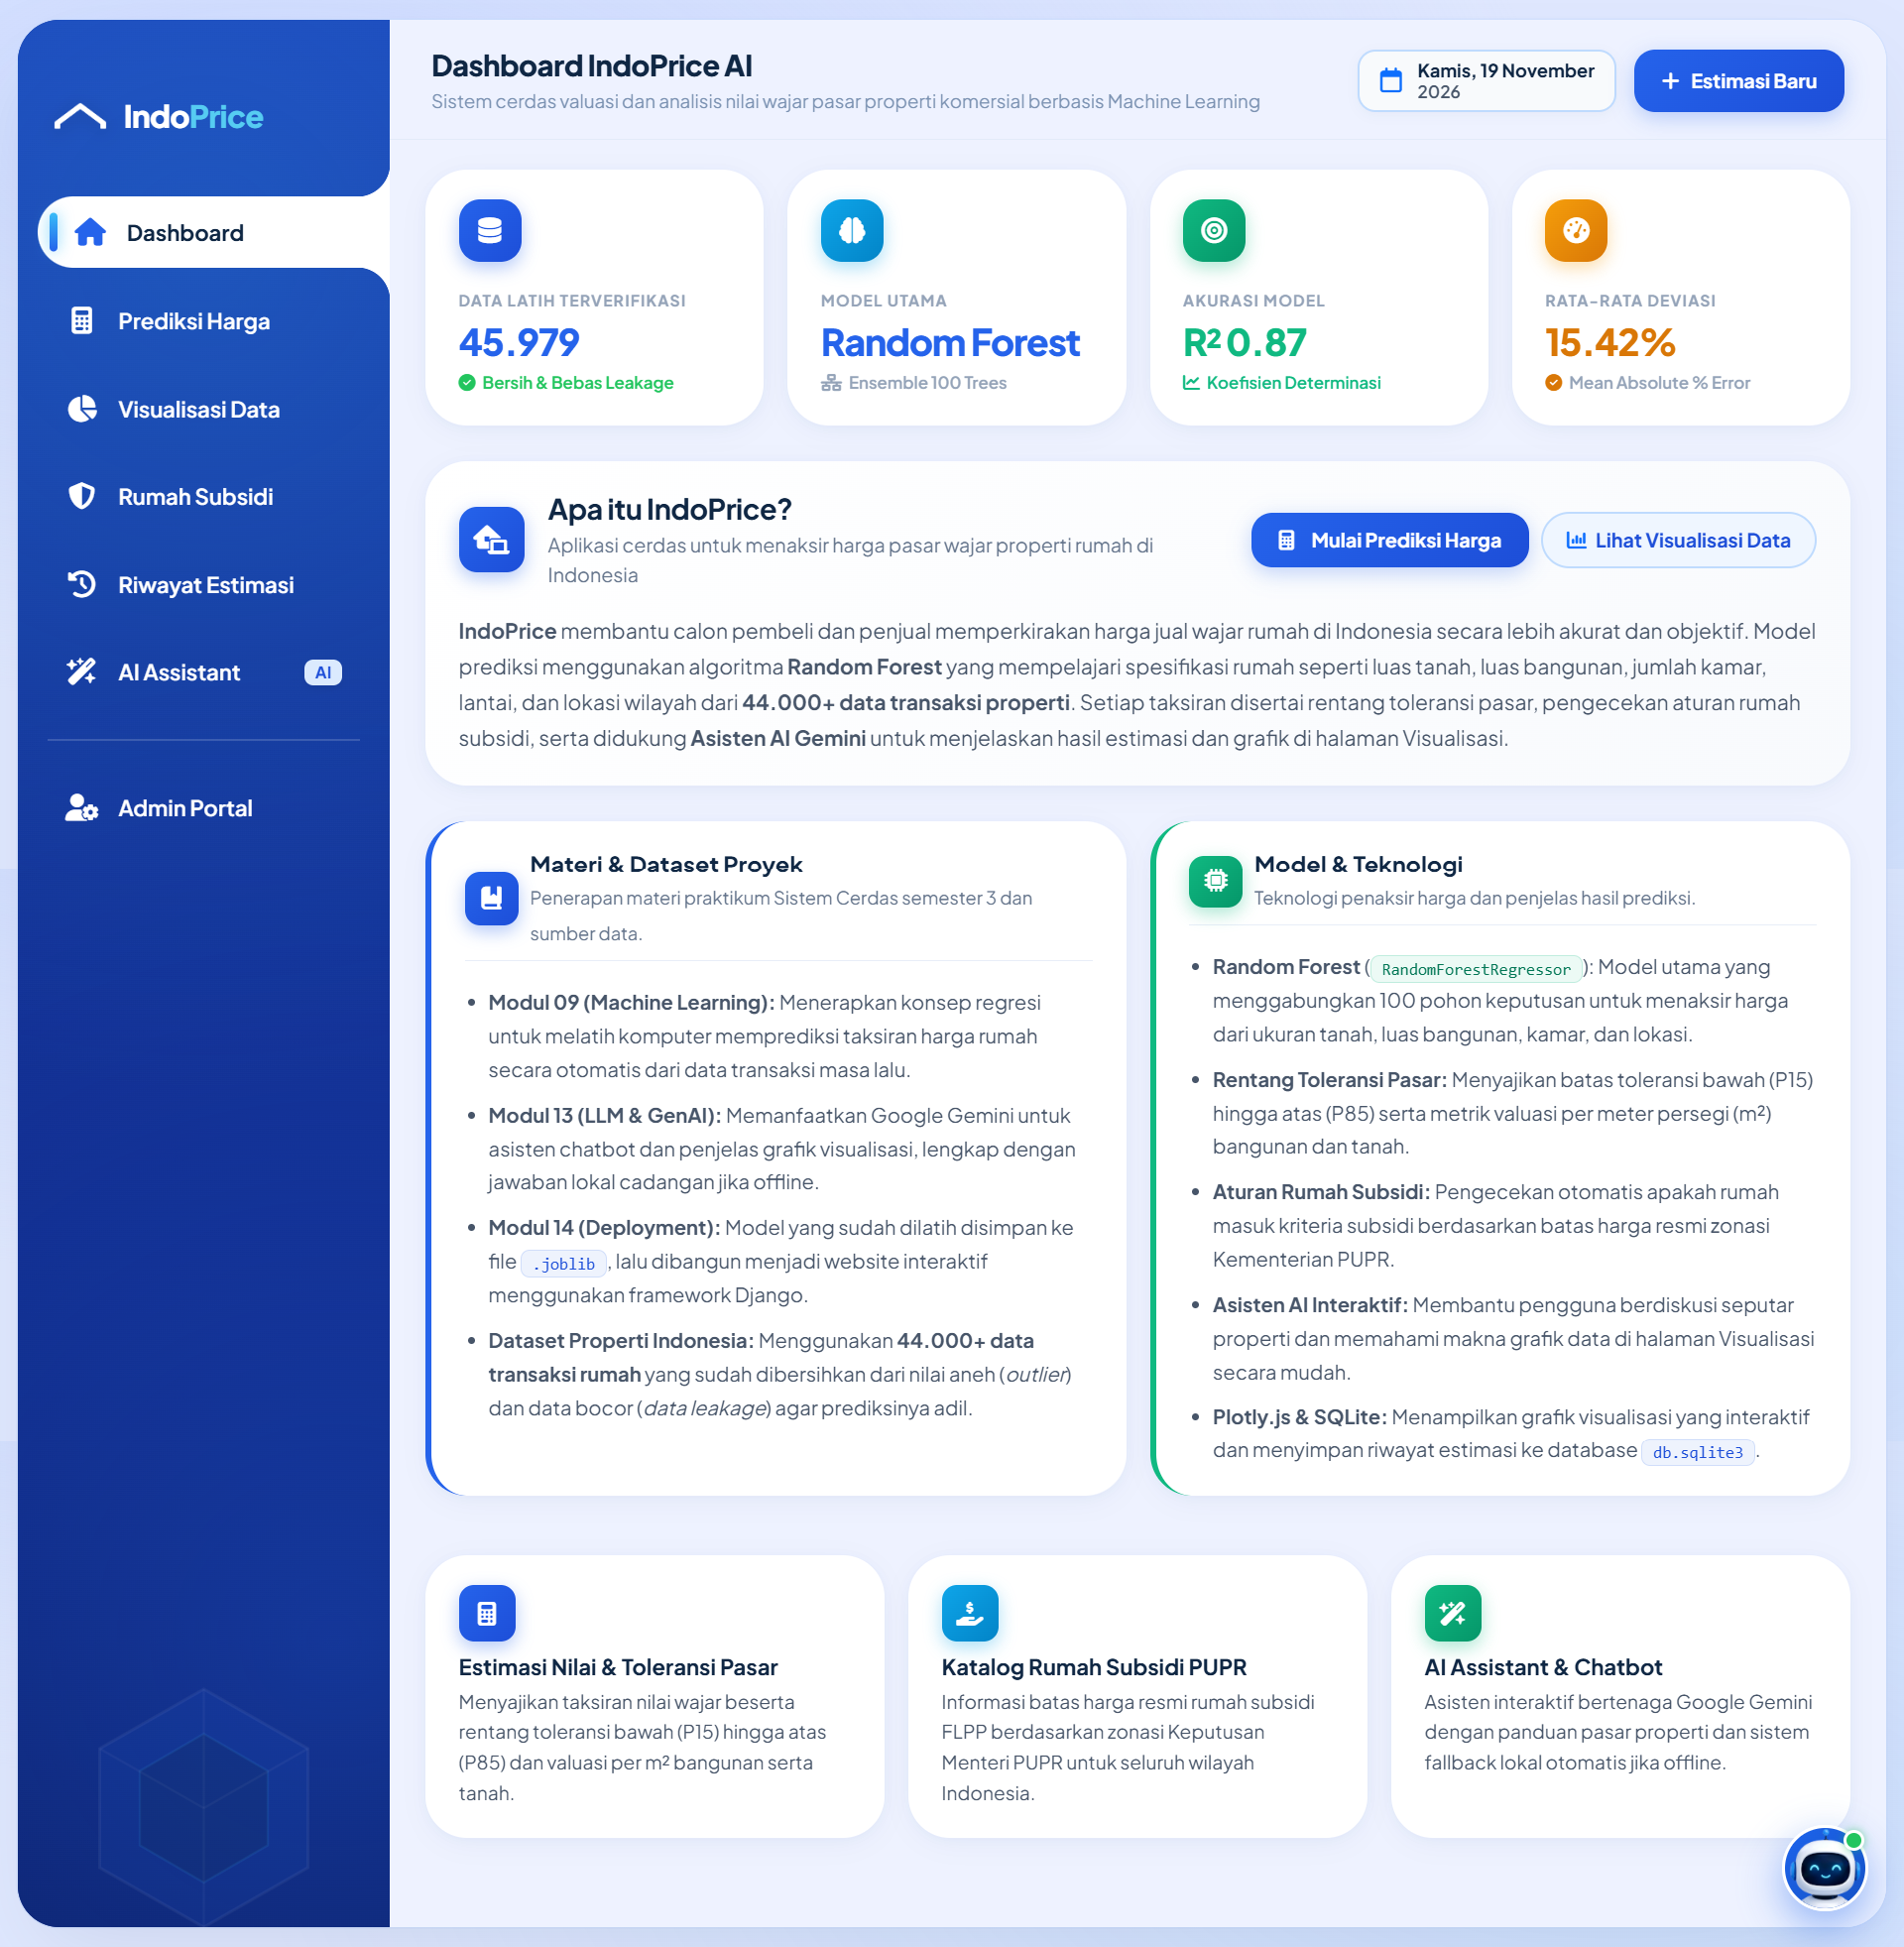 IndoPrice
Dashboard
Prediksi Harga
Visualisasi Data
Rumah Subsidi
Riwayat Estimasi
AI Assistant AI
Admin Portal
Dashboard IndoPrice AI
Sistem cerdas valuasi dan analisis nilai wajar pasar properti komersial berbasis Machine Learning
Kamis, 19 November
2026
Estimasi Baru
DATA LATIH TERVERIFIKASI
45.979
Bersih & Bebas Leakage
MODEL UTAMA
Random Forest
Ensemble 100 Trees
AKURASI MODEL
R² 0.87
Koefisien Determinasi
RATA-RATA DEVIASI
15.42%
Mean Absolute % Error
Apa itu IndoPrice?
Aplikasi cerdas untuk menaksir harga pasar wajar properti rumah di
Indonesia
Mulai Prediksi Harga
Lihat Visualisasi Data
IndoPrice membantu calon pembeli dan penjual memperkirakan harga jual wajar rumah di Indonesia secara lebih akurat dan objektif. Model
prediksi menggunakan algoritma Random Forest yang mempelajari spesifikasi rumah seperti luas tanah, luas bangunan, jumlah kamar,
lantai, dan lokasi wilayah dari 44.000+ data transaksi properti. Setiap taksiran disertai rentang toleransi pasar, pengecekan aturan rumah
subsidi, serta didukung Asisten AI Gemini untuk menjelaskan hasil estimasi dan grafik di halaman Visualisasi.
Materi & Dataset Proyek
Penerapan materi praktikum Sistem Cerdas semester 3 dan
sumber data.
• Modul 09 (Machine Learning): Menerapkan konsep regresi
untuk melatih komputer memprediksi taksiran harga rumah
secara otomatis dari data transaksi masa lalu.
• Modul 13 (LLM & GenAI): Memanfaatkan Google Gemini untuk
asisten chatbot dan penjelas grafik visualisasi, lengkap dengan
jawaban lokal cadangan jika offline.
• Modul 14 (Deployment): Model yang sudah dilatih disimpan ke
file .joblib, lalu dibangun menjadi website interaktif
menggunakan framework Django.
• Dataset Properti Indonesia: Menggunakan 44.000+ data
transaksi rumah yang sudah dibersihkan dari nilai aneh (outlier)
dan data bocor (data leakage) agar prediksinya adil.
Model & Teknologi
Teknologi penaksir harga dan penjelas hasil prediksi.
• Random Forest (RandomForestRegressor): Model utama yang
menggabungkan 100 pohon keputusan untuk menaksir harga
dari ukuran tanah, luas bangunan, kamar, dan lokasi.
• Rentang Toleransi Pasar: Menyajikan batas toleransi bawah (P15)
hingga atas (P85) serta metrik valuasi per meter persegi (m²)
bangunan dan tanah.
• Aturan Rumah Subsidi: Pengecekan otomatis apakah rumah
masuk kriteria subsidi berdasarkan batas harga resmi zonasi
Kementerian PUPR.
• Asisten AI Interaktif: Membantu pengguna berdiskusi seputar
properti dan memahami makna grafik data di halaman Visualisasi
secara mudah.
• Plotly.js & SQLite: Menampilkan grafik visualisasi yang interaktif
dan menyimpan riwayat estimasi ke database db.sqlite3.
Estimasi Nilai & Toleransi Pasar
Menyajikan taksiran nilai wajar beserta
rentang toleransi bawah (P15) hingga atas
(P85) dan valuasi per m² bangunan serta
tanah.
Katalog Rumah Subsidi PUPR
Informasi batas harga resmi rumah subsidi
FLPP berdasarkan zonasi Keputusan
Menteri PUPR untuk seluruh wilayah
Indonesia.
AI Assistant & Chatbot
Asisten interaktif bertenaga Google Gemini
dengan panduan pasar properti dan sistem
fallback lokal otomatis jika offline.